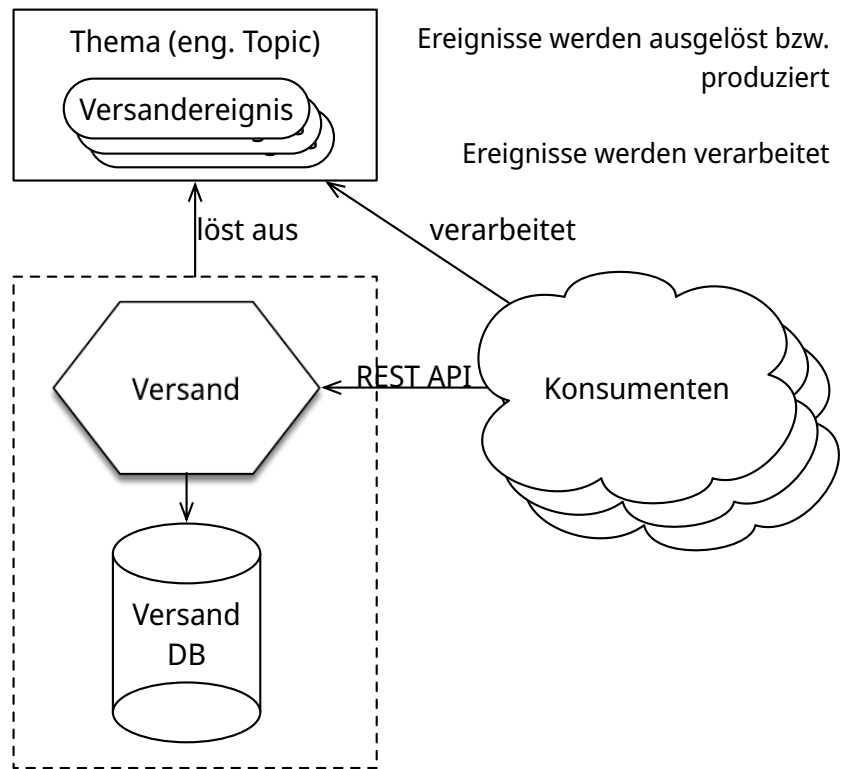 Thema (eng. Topic)
Versandereignis
Ereignisse werden ausgelöst bzw.
produziert
Ereignisse werden verarbeitet
löst aus
verarbeitet
Versand
REST API
Konsumenten
Versand
DB